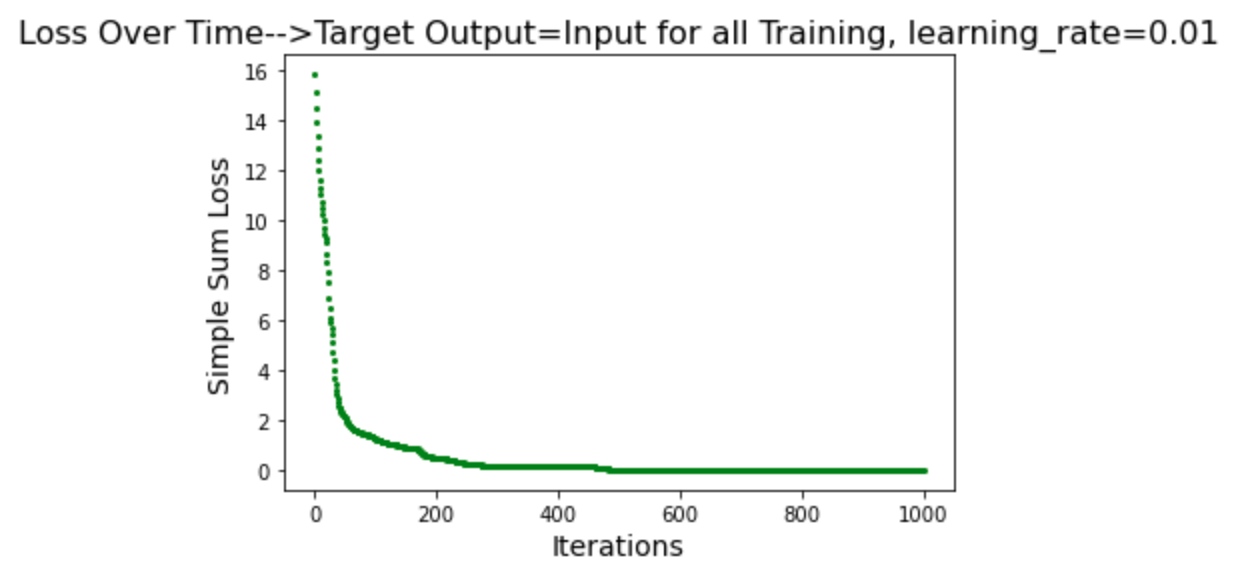 Loss Over Time-->Target Output=Input for all Training, learning_rate=0.01
16
14
12
10
8
6
4
2
0
Simple Sum Loss
0 200 400 600 800 1000
Iterations